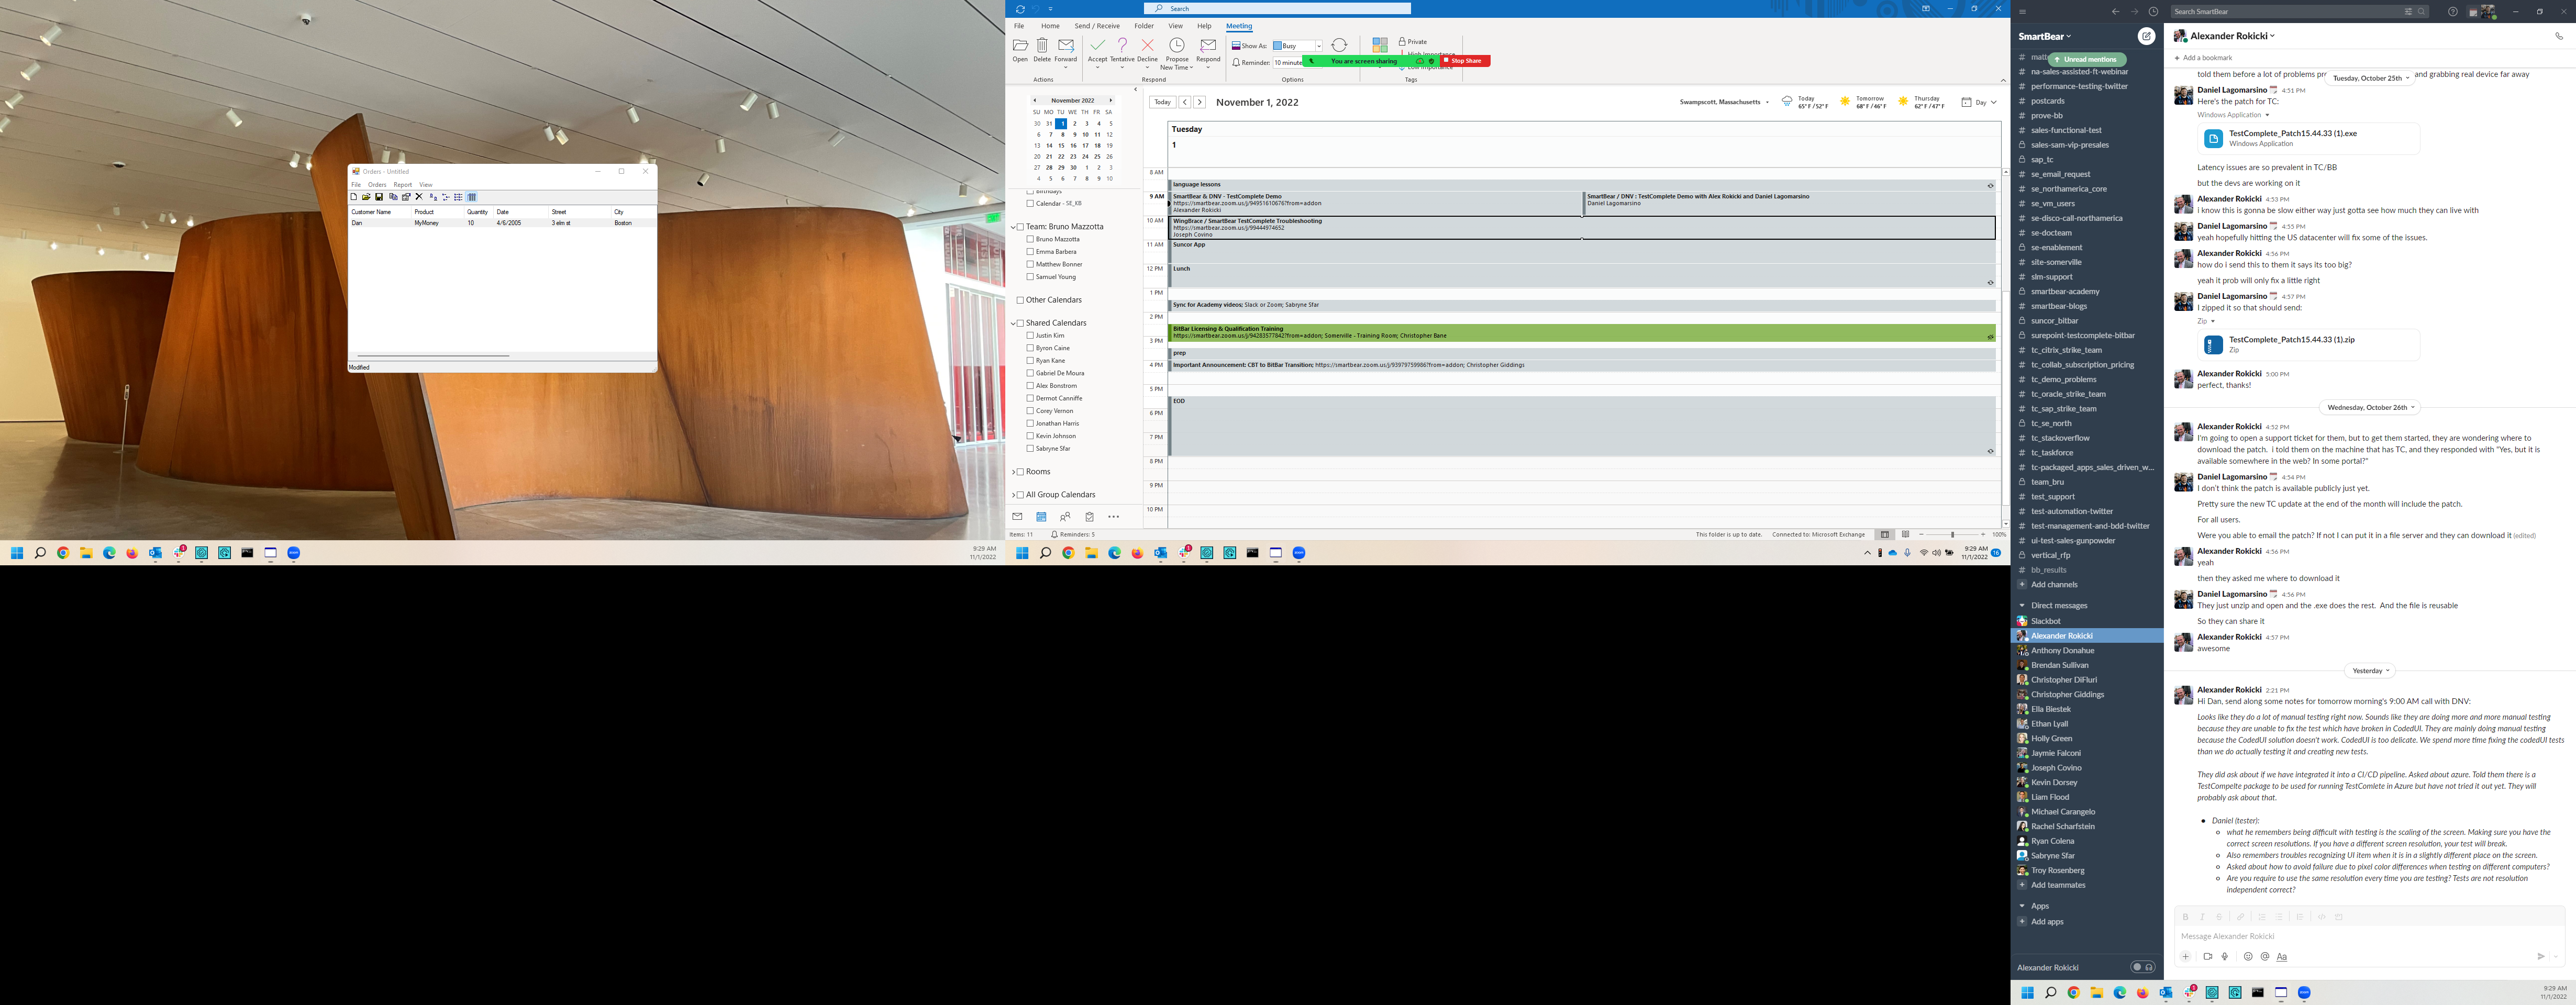 Orders - Untitled
File Orders Report View
Customer Name Product Quantity Date Street City
Dan MyMoney 10 4/6/2005 3 elm st Boston
Modified
9:29 AM
11/1/2022
Search
File Home Send / Receive Folder View Help Meeting
Open Delete Forward Accept Tentative Decline Propose New Time Respond
Show As: Busy
Reminder: 10 minute
Private
High Importance
Low Importance
You are screen sharing Stop Share
Actions Respond Options Tags
November 2022
SU MO TU WE TH FR SA
30 31 1 2 3 4 5
6 7 8 9 10 11 12
13 14 15 16 17 18 19
20 21 22 23 24 25 26
27 28 29 30 1 2 3
4 5 6 7 8 9 10
Birthdays
Calendar - SE_KB
Team: Bruno Mazzotta
Bruno Mazzotta
Emma Barbera
Matthew Bonner
Samuel Young
Other Calendars
Shared Calendars
Justin Kim
Byron Caine
Ryan Kane
Gabriel De Moura
Alex Bonstrom
Dermot Canniffe
Corey Vernon
Jonathan Harris
Kevin Johnson
Sabryne Sfar
Rooms
All Group Calendars
Items: 11 Reminders: 5
Today November 1, 2022
Swampscott, Massachusetts
Today 65° F / 52° F
Tomorrow 68° F / 46° F
Thursday 62° F / 47° F
Day
Tuesday
1
8 AM
language lessons
9 AM
SmartBear & DNV - TestComplete Demo
https://smartbear.zoom.us/j/94951610676?from=addon
Alexander Rokicki
SmartBear / DNV : TestComplete Demo with Alex Rokicki and Daniel Lagomarsino
Daniel Lagomarsino
10 AM
WingBrace / SmartBear TestComplete Troubleshooting
https://smartbear.zoom.us/j/99444974652
Joseph Covino
11 AM
Suncor App
12 PM
Lunch
1 PM
Sync for Academy videos; Slack or Zoom; Sabryne Sfar
2 PM
BitBar Licensing & Qualification Training
https://smartbear.zoom.us/j/94283577842?from=addon; Somerville - Training Room; Christopher Bane
3 PM
prep
4 PM
Important Announcement: CBT to BitBar Transition; https://smartbear.zoom.us/j/93979759986?from=addon; Christopher Giddings
5 PM
EOD
6 PM
7 PM
8 PM
9 PM
10 PM
This folder is up to date. Connected to: Microsoft Exchange 100%
9:29 AM
11/1/2022
16
Search SmartBear
SmartBear
Unread mentions
na-sales-assisted-ft-webinar
performance-testing-twitter
postcards
prove-bb
sales-functional-test
sales-sam-vip-presales
sap_tc
se_email_request
se_northamerica_core
se_vm_users
se-disco-call-northamerica
se-docteam
se-enablement
site-somerville
slm-support
smartbear-academy
smartbear-blogs
suncor_bitbar
surepoint-testcomplete-bitbar
tc_citrix_strike_team
tc_collab_subscription_pricing
tc_demo_problems
tc_oracle_strike_team
tc_sap_strike_team
tc_se_north
tc_stackoverflow
tc_taskforce
tc-packaged_apps_sales_driven_w...
team_bru
test_support
test-automation-twitter
test-management-and-bdd-twitter
ui-test-sales-gunpowder
vertical_rfp
bb_results
Add channels
Direct messages
Slackbot
Alexander Rokicki
Anthony Donahue
Brendan Sullivan
Christopher DiFluri
Christopher Giddings
Ella Biestek
Ethan Lyall
Holly Green
Jaymie Falconi
Joseph Covino
Kevin Dorsey
Liam Flood
Michael Carangelo
Rachel Scharfstein
Ryan Colena
Sabryne Sfar
Troy Rosenberg
Add teammates
Apps
Add apps
Alexander Rokicki
Alexander Rokicki
Add a bookmark
told them before a lot of problems Tuesday, October 25th and grabbing real device far away
Daniel Lagomarsino 4:51 PM
Here's the patch for TC:
Windows Application
TestComplete_Patch15.44.33 (1).exe
Windows Application
Latency issues are so prevalent in TC/BB
but the devs are working on it
Alexander Rokicki 4:53 PM
i know this is gonna be slow either way just gotta see how much they can live with
Daniel Lagomarsino 4:55 PM
yeah hopefully hitting the US datacenter will fix some of the issues.
Alexander Rokicki 4:56 PM
how do i send this to them it says its too big?
yeah it prob will only fix a little right
Daniel Lagomarsino 4:57 PM
I zipped it so that should send:
Zip
TestComplete_Patch15.44.33 (1).zip
Zip
Alexander Rokicki 5:00 PM
perfect, thanks!
Wednesday, October 26th
Alexander Rokicki 4:52 PM
I'm going to open a support ticket for them, but to get them started, they are wondering where to
download the patch. i told them on the machine that has TC, and they responded with "Yes, but it is
available somewhere in the web? In some portal?"
Daniel Lagomarsino 4:54 PM
I don't think the patch is available publicly just yet.
Pretty sure the new TC update at the end of the month will include the patch.
For all users.
Were you able to email the patch? If not I can put it in a file server and they can download it (edited)
Alexander Rokicki 4:56 PM
yeah
then they asked me where to download it
Daniel Lagomarsino 4:56 PM
They just unzip and open and the .exe does the rest. And the file is reusable
So they can share it
Alexander Rokicki 4:57 PM
awesome
Yesterday
Alexander Rokicki 2:21 PM
Hi Dan, send along some notes for tomorrow morning's 9:00 AM call with DNV:
Looks like they do a lot of manual testing right now. Sounds like they are doing more and more manual testing
because they are unable to fix the test which have broken in CodedUI. They are mainly doing manual testing
because the CodedUI solution doesn't work. CodedUI is too delicate. We spend more time fixing the codedUI tests
than we do actually testing it and creating new tests.
They did ask about if we have integrated it into a CI/CD pipeline. Asked about azure. Told them there is a
TestCompelte package to be used for running TestComlete in Azure but have not tried it out yet. They will
probably ask about that.
Daniel (tester):
what he remembers being difficult with testing is the scaling of the screen. Making sure you have the
correct screen resolutions. If you have a different screen resolution, your test will break.
Also remembers troubles recognizing UI item when it is in a slightly different place on the screen.
Asked about how to avoid failure due to pixel color differences when testing on different computers?
Are you require to use the same resolution every time you are testing? Tests are not resolution
independent correct?
Message Alexander Rokicki
9:29 AM
11/1/2022